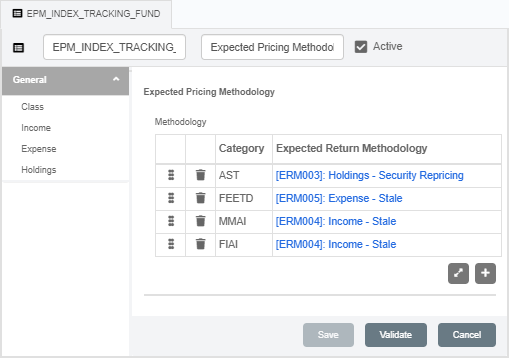 EPM_INDEX_TRACKING_FUND
EPM_INDEX_TRACKING_ Expected Pricing Methodol Active
General
Class
Income
Expense
Holdings
Expected Pricing Methodology
Methodology
Category Expected Return Methodology
AST [ERM003]: Holdings - Security Repricing
FEETD [ERM005]: Expense - Stale
MMAI [ERM004]: Income - Stale
FIAI [ERM004]: Income - Stale
Save Validate Cancel